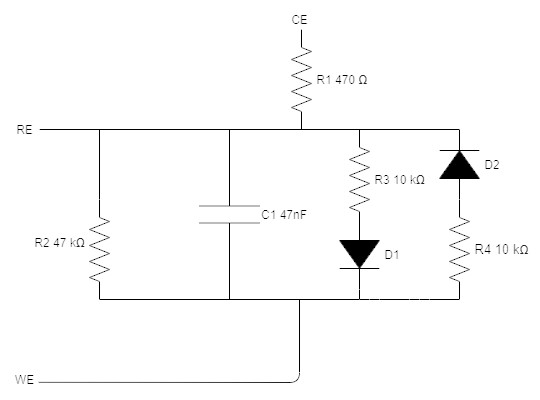 CE
R1 470 Ω
RE
D2
R3 10 kΩ
C1 47nF
R2 47 kΩ
D1
R4 10 kΩ
WE